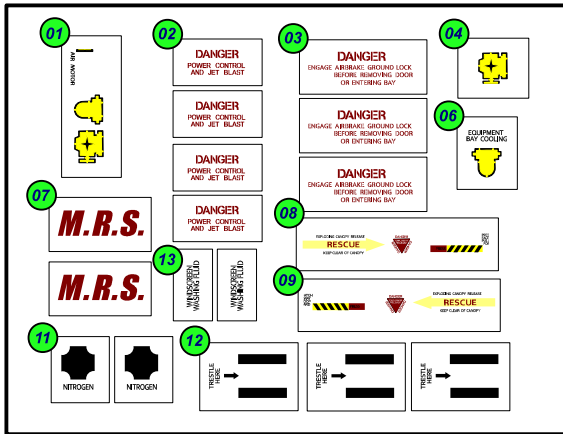 01
AIR MOTOR
02
DANGER
POWER CONTROL
AND JET BLAST
DANGER
POWER CONTROL
AND JET BLAST
DANGER
POWER CONTROL
AND JET BLAST
DANGER
POWER CONTROL
AND JET BLAST
03
DANGER
ENGAGE AIRBRAKE GROUND LOCK
BEFORE REMOVING DOOR
OR ENTERING BAY
DANGER
ENGAGE AIRBRAKE GROUND LOCK
BEFORE REMOVING DOOR
OR ENTERING BAY
DANGER
ENGAGE AIRBRAKE GROUND LOCK
BEFORE REMOVING DOOR
OR ENTERING BAY
04
06
EQUIPMENT
BAY COOLING
07
M.R.S.
M.R.S.
13
WINDSCREEN
WASHING FLUID
WINDSCREEN
WASHING FLUID
08
EXPLODING CANOPY RELEASE
RESCUE
KEEP CLEAR OF CANOPY
DANGER
09
DANGER
EXPLODING CANOPY RELEASE
RESCUE
KEEP CLEAR OF CANOPY
11
NITROGEN
NITROGEN
12
TRESTLE
HERE
TRESTLE
HERE
TRESTLE
HERE